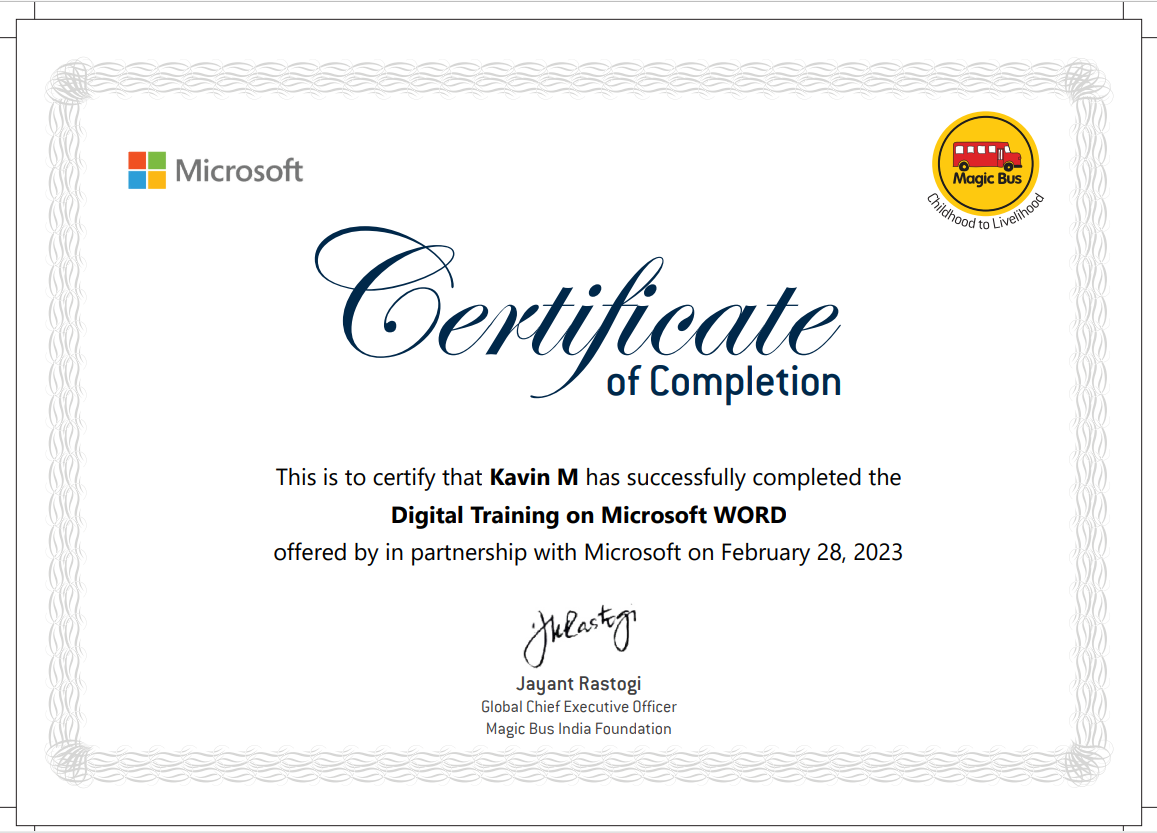 Microsoft
Magic Bus
Childhood to Livelihood
Certificate
of Completion
This is to certify that Kavin M has successfully completed the
Digital Training on Microsoft WORD
offered by in partnership with Microsoft on February 28, 2023
JKRastogi
Jayant Rastogi
Global Chief Executive Officer
Magic Bus India Foundation